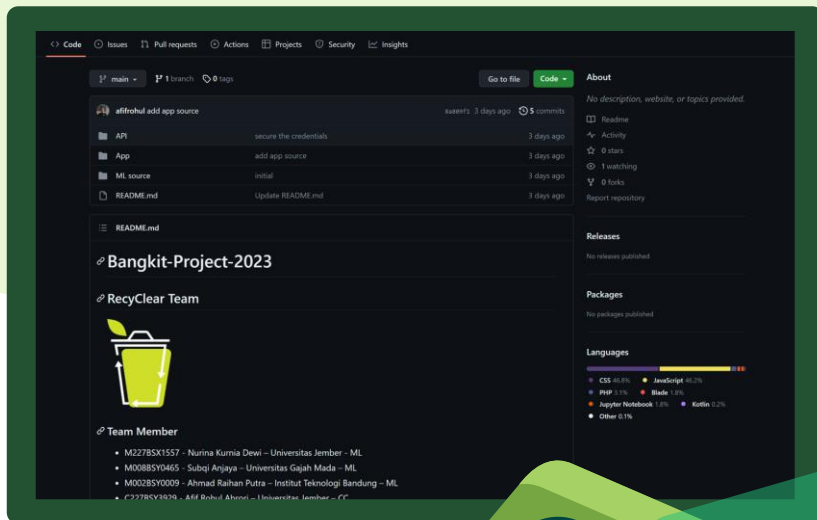 <> Code Issues Pull requests Actions Projects Security Insights
main 1 branch 0 tags Go to file Code
afifrohul add app source 3 days ago 5 commits
API secure the credentials 3 days ago
App add app source 3 days ago
ML source initial 3 days ago
README.md Update README.md 3 days ago
README.md
Bangkit-Project-2023
RecyClear Team
Team Member
• M227BSX1557 - Nurina Kurnia Dewi – Universitas Jember - ML
• M008BSY0465 - Subqi Anjaya – Universitas Gajah Mada – ML
• M002BSY0009 - Ahmad Raihan Putra – Institut Teknologi Bandung – ML
• C227BSY3929 - Afif Rohul Abrori – Universitas Jember – CC
About
No description, website, or topics provided.
Readme
Activity
0 stars
1 watching
0 forks
Report repository
Releases
No releases published
Packages
No packages published
Languages
CSS 46.8% JavaScript 46.2%
PHP 3.1% Blade 1.8%
Jupyter Notebook 1.8% Kotlin 0.2%
Other 0.1%